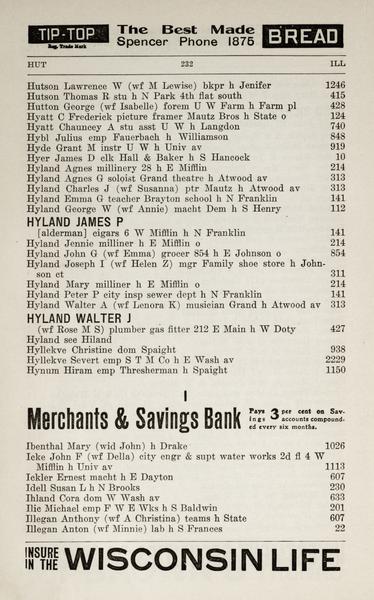 TIP-TOP
Reg. Trade Mark
The Best Made
Spencer Phone 1875
BREAD
HUT 232 ILL
Hutson Lawrence W (wf M Lewise) bkpr h Jenifer 1246
Hutson Thomas R stu h N Park 4th flat south 415
Hutton George (wf Isabelle) forem U W Farm h Farm pl 428
Hyatt C Frederick picture framer Mautz Bros h State o 124
Hyatt Chauncey A stu asst U W h Langdon 740
Hybl Julius emp Fauerbach h Williamson 848
Hyde Grant M instr U W h Univ av 919
Hyer James D elk Hall & Baker h S Hancock 10
Hyland Agnes millinery 28 h E Mifflin 214
Hyland Agnes G soloist Grand theatre h Atwood av 313
Hyland Charles J (wf Susanna) ptr Mautz h Atwood av 313
Hyland Emma G teacher Brayton school h N Franklin 141
Hyland George W (wf Annie) macht Dem h S Henry 112
HYLAND JAMES P
[alderman] cigars 6 W Mifflin h N Franklin 141
Hyland Jennie milliner h E Mifflin o 214
Hyland John G (wf Emma) grocer 854 h E Johnson o 854
Hyland Joseph I (wf Helen Z) mgr Family shoe store h John-
son ct 311
Hyland Mary milliner h E Mifflin o 214
Hyland Peter P city insp sewer dept h N Franklin 141
Hyland Walter A (wf Lenora K) musician Grand h Atwood av 313
HYLAND WALTER J
(wf Rose M S) plumber gas fitter 212 E Main h W Doty 427
Hyland see Hiland
Hyllekve Christine dom Spaight 938
Hyllekve Severt emp S T M Co h E Wash av 2229
Hynum Hiram emp Thresherman h Spaight 1150
I
Merchants & Savings Bank
Pays 3 per cent on Sav-
ings accounts compound-
ed every six months.
Ibenthal Mary (wid John) h Drake 1026
Icke John F (wf Della) city engr & supt water works 2d fl 4 W
Mifflin h Univ av 1113
Iekler Ernest macht h E Dayton 607
Idell Susan L h N Brooks 230
Ihland Cora dom W Wash av 633
Ilie Michael emp F W E Wks h S Baldwin 201
Illegan Anthony (wf A Christina) teams h State 607
Illegan Anton (wf Minnie) lab h S Frances 22
INSURE
IN THE
WISCONSIN LIFE